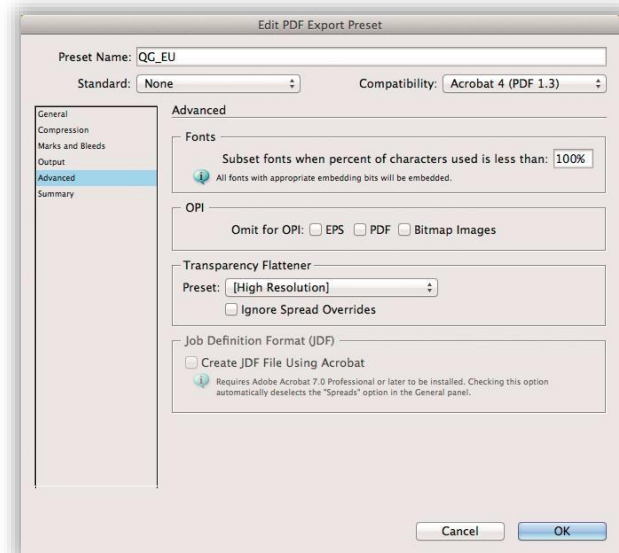 Edit PDF Export Preset
Preset Name: QG_EU
Standard: None Compatibility: Acrobat 4 (PDF 1.3)
General
Compression
Marks and Bleeds
Output
Advanced
Summary
Advanced
Fonts
Subset fonts when percent of characters used is less than: 100%
All fonts with appropriate embedding bits will be embedded.
OPI
Omit for OPI: EPS PDF Bitmap Images
Transparency Flattener
Preset: [High Resolution]
Ignore Spread Overrides
Job Definition Format (JDF)
Create JDF File Using Acrobat
Requires Adobe Acrobat 7.0 Professional or later to be installed. Checking this option
automatically deselects the "Spreads" option in the General panel.
Cancel OK